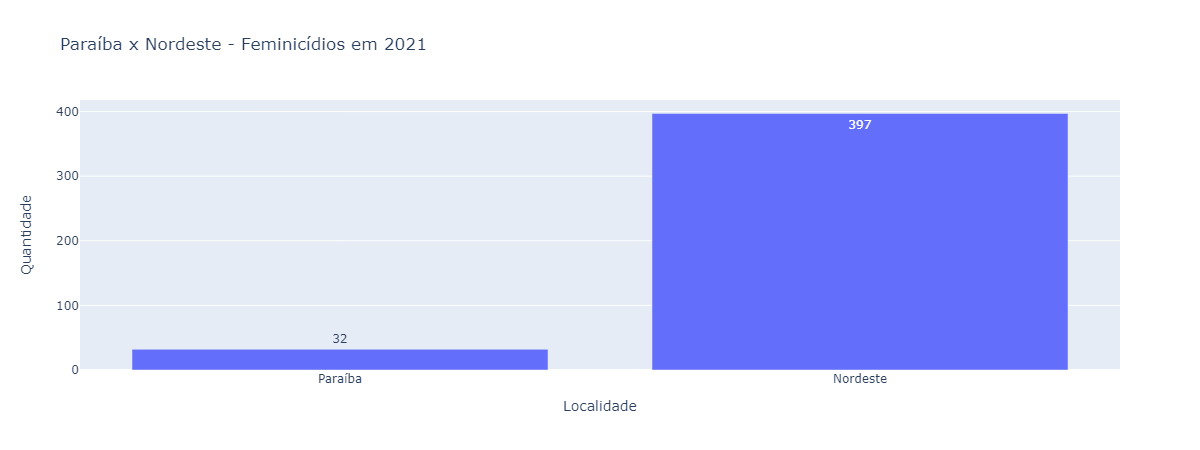 Paraíba x Nordeste - Feminicídios em 2021
Quantidade
400
300
200
100
0
397
32
Paraíba
Nordeste
Localidade